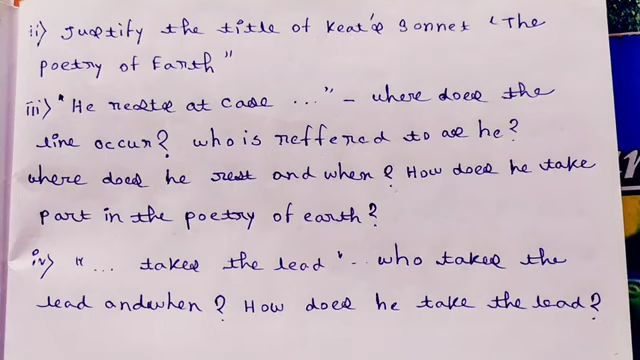 ii) Justify the title of Keat's Sonnet 'The
poetry of Earth"
iii) "He rests at ease ..." - where does the
line occur? who is reffered to as he?
where does he rest and when? How does he take
part in the poetry of earth?
iv) "... takes the lead"... who takes the
lead and when? How does he take the lead?